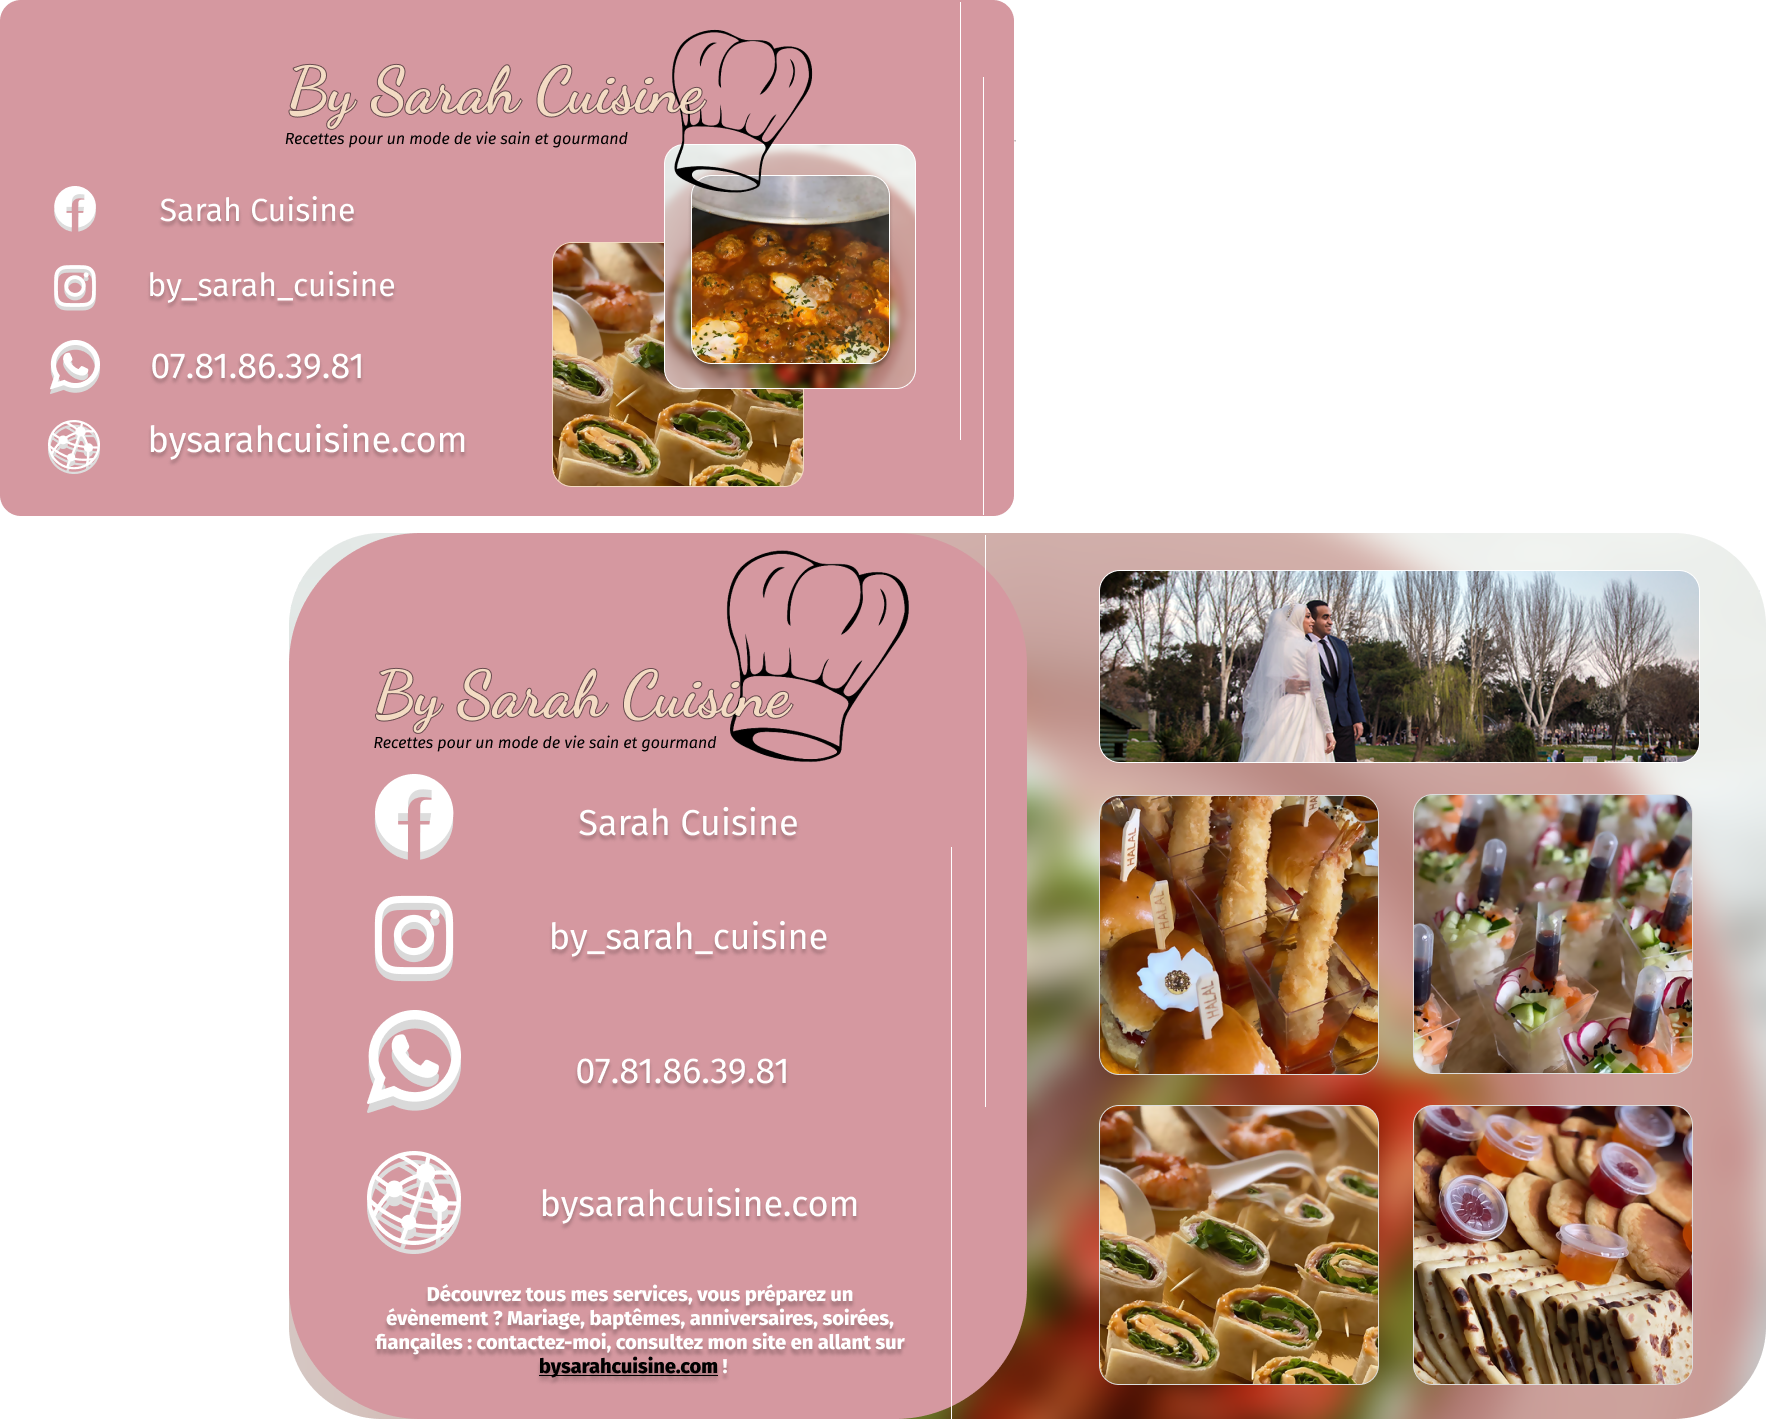 By Sarah Cuisine
Recettes pour un mode de vie sain et gourmand
Sarah Cuisine
by_sarah_cuisine
07.81.86.39.81
bysarahcuisine.com
By Sarah Cuisine
Recettes pour un mode de vie sain et gourmand
Sarah Cuisine
by_sarah_cuisine
07.81.86.39.81
bysarahcuisine.com
Découvrez tous mes services, vous préparez un
évènement ? Mariage, baptêmes, anniversaires, soirées,
fiançailes : contactez-moi, consultez mon site en allant sur
bysarahcuisine.com !
HALAL
HALAL
HALAL